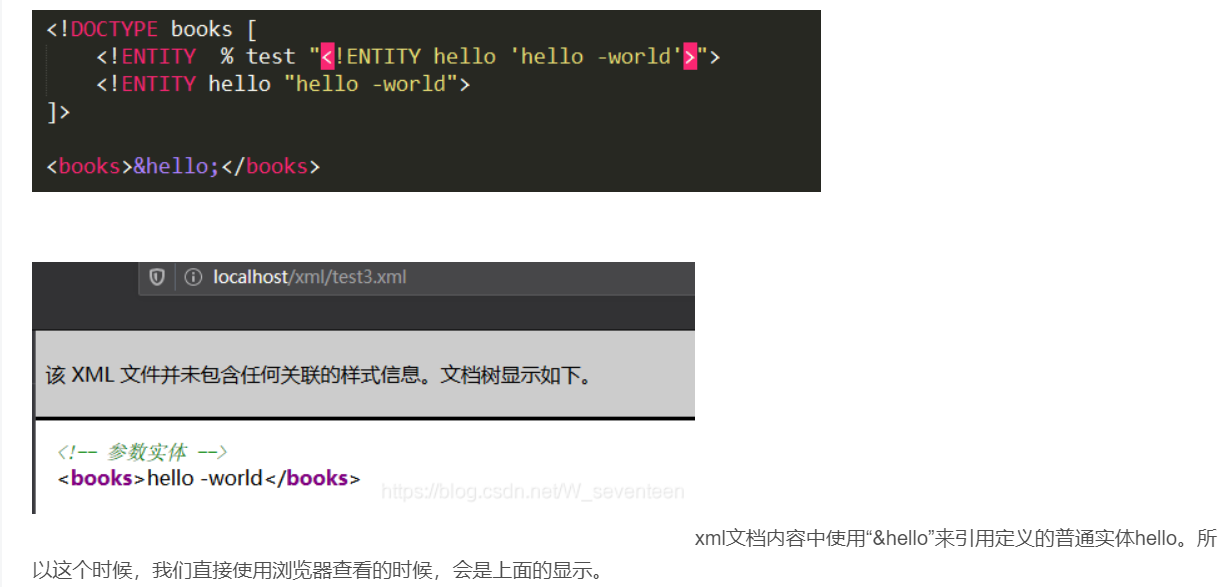 <!DOCTYPE books [
    <!ENTITY  % test "<!ENTITY hello 'hello -world'>">
    <!ENTITY hello "hello -world">
]>
<books>&hello;</books>
localhost/xml/test3.xml
该 XML 文件并未包含任何关联的样式信息。文档树显示如下。
<!-- 参数实体 -->
<books>hello -world</books>
https://blog.csdn.net/W_seventeen
xml文档内容中使用“&hello”来引用定义的普通实体hello。所
以这个时候，我们直接使用浏览器查看的时候，会是上面的显示。